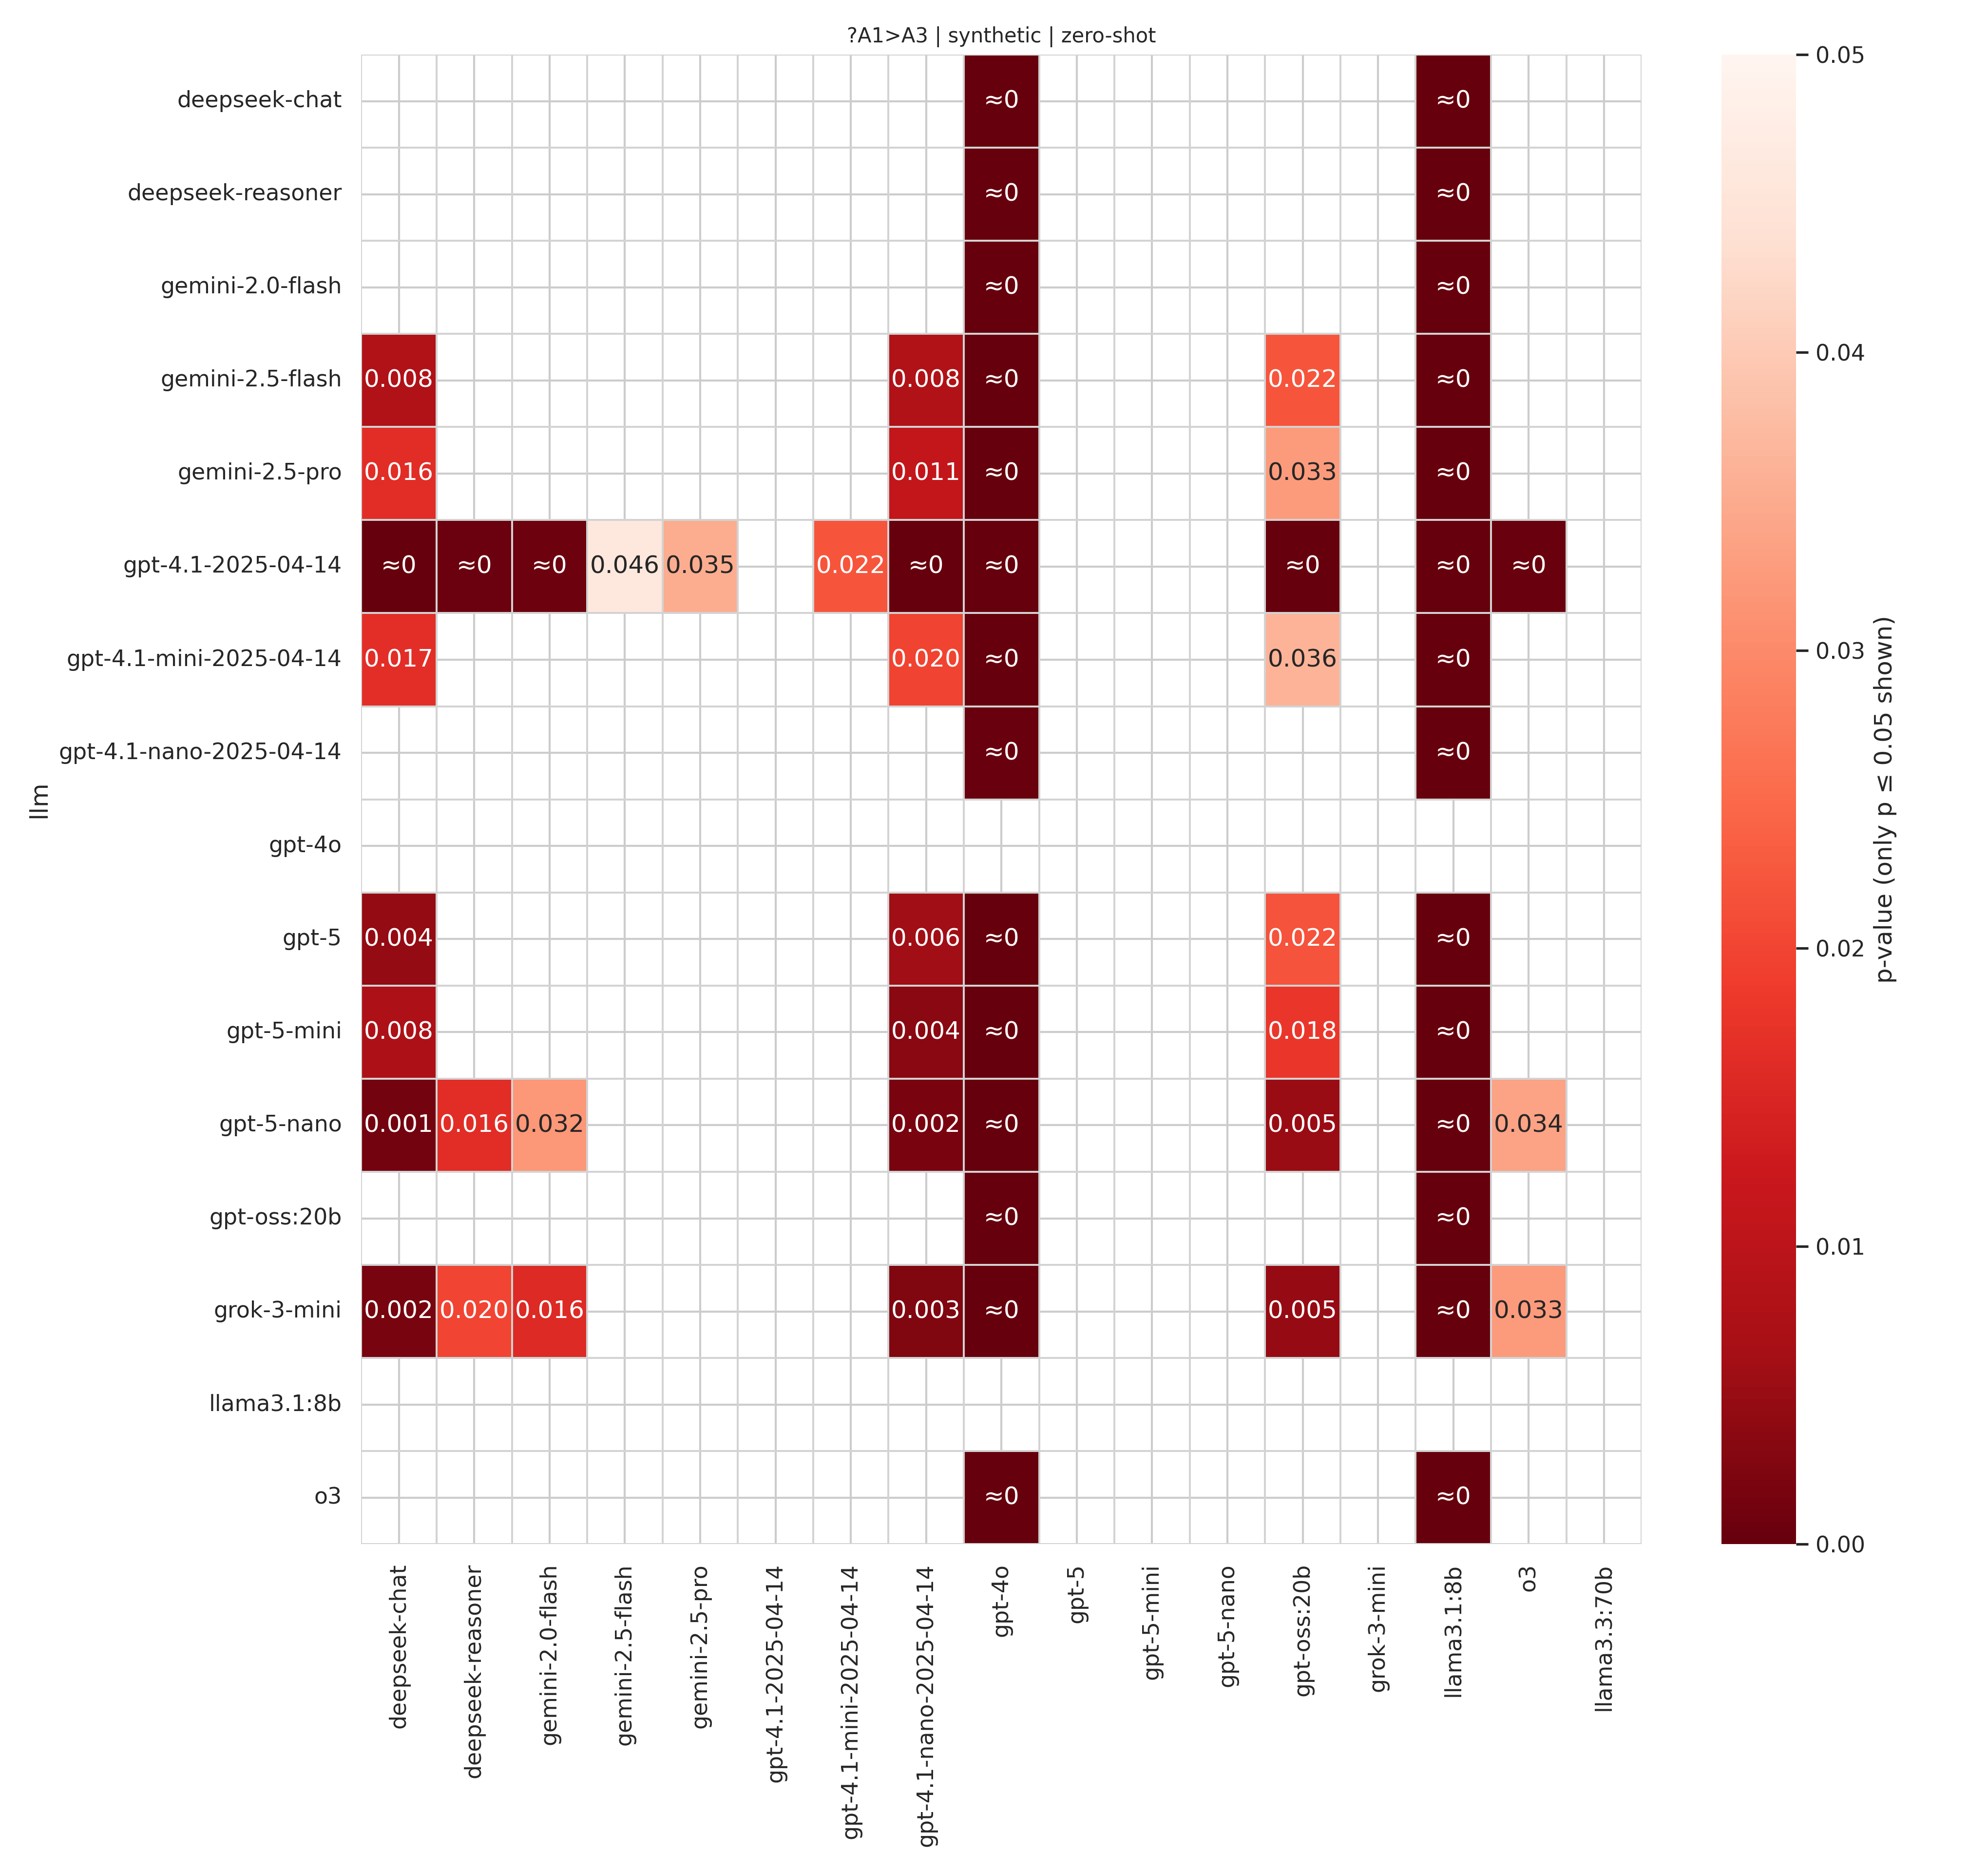 ?A1>A3 | synthetic | zero-shot
deepseek-chat ≈0 ≈0
deepseek-reasoner ≈0 ≈0
gemini-2.0-flash ≈0 ≈0
gemini-2.5-flash 0.008 0.008 ≈0 0.022 ≈0
gemini-2.5-pro 0.016 0.011 ≈0 0.033 ≈0
gpt-4.1-2025-04-14 ≈0 ≈0 ≈0 0.046 0.035 0.022 ≈0 ≈0 ≈0 ≈0 ≈0
gpt-4.1-mini-2025-04-14 0.017 0.020 ≈0 0.036 ≈0
gpt-4.1-nano-2025-04-14 ≈0 ≈0
gpt-4o
gpt-5 0.004 0.006 ≈0 0.022 ≈0
gpt-5-mini 0.008 0.004 ≈0 0.018 ≈0
gpt-5-nano 0.001 0.016 0.032 0.002 ≈0 0.005 ≈0 0.034
gpt-oss:20b ≈0 ≈0
grok-3-mini 0.002 0.020 0.016 0.003 ≈0 0.005 ≈0 0.033
llama3.1:8b
o3 ≈0 ≈0
llm
deepseek-chat
deepseek-reasoner
gemini-2.0-flash
gemini-2.5-flash
gemini-2.5-pro
gpt-4.1-2025-04-14
gpt-4.1-mini-2025-04-14
gpt-4.1-nano-2025-04-14
gpt-4o
gpt-5
gpt-5-mini
gpt-5-nano
gpt-oss:20b
grok-3-mini
llama3.1:8b
o3
llama3.3:70b
0.05
0.04
0.03
0.02
0.01
0.00
p-value (only p ≤ 0.05 shown)